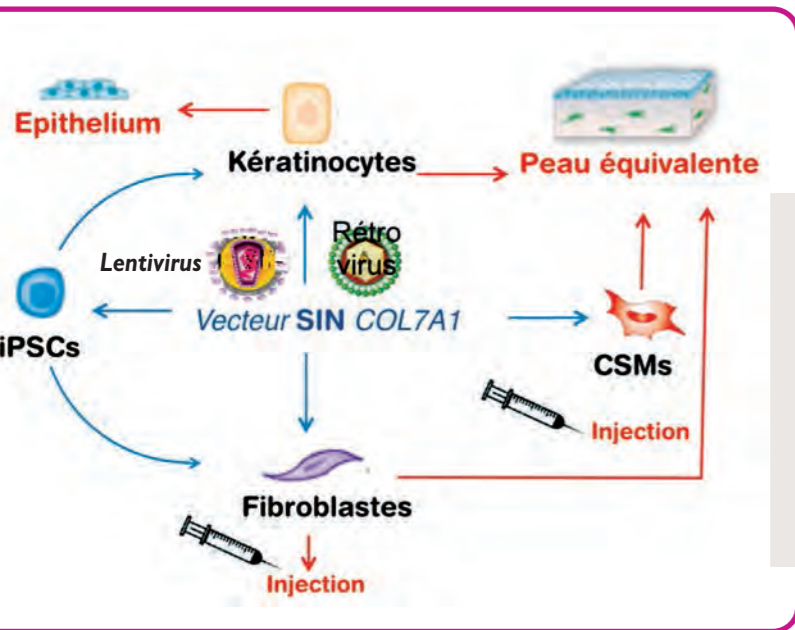 Epithelium
Kératinocytes
Peau équivalente
Lentivirus
Rétro
virus
Vecteur SIN COL7A1
iPSCs
CSMs
Injection
Fibroblastes
Injection